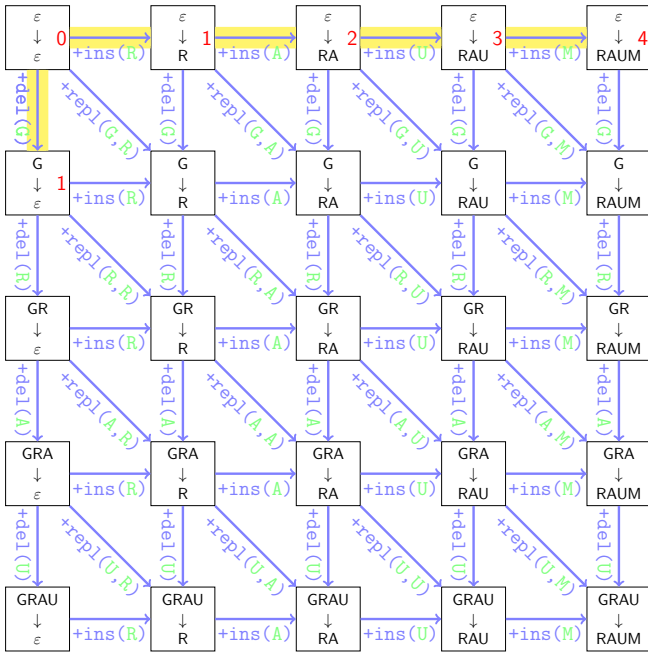 ε ε ε ε ε
↓ 0 ↓ 1 ↓ 2 ↓ 3 ↓ 4
ε +ins(R) R +ins(A) RA +ins(U) RAU +ins(M) RAUM
+del(G) +repl(G,R) +del(G) +repl(G,A) +del(G) +repl(G,U) +del(G) +repl(G,M) +del(G)
G G G G G
↓ 1 ↓ ↓ ↓ ↓
ε +ins(R) R +ins(A) RA +ins(U) RAU +ins(M) RAUM
+del(R) +repl(R,R) +del(R) +repl(R,A) +del(R) +repl(R,U) +del(R) +repl(R,M) +del(R)
GR GR GR GR GR
↓ ↓ ↓ ↓ ↓
ε +ins(R) R +ins(A) RA +ins(U) RAU +ins(M) RAUM
+del(A) +repl(A,R) +del(A) +repl(A,A) +del(A) +repl(A,U) +del(A) +repl(A,M) +del(A)
GRA GRA GRA GRA GRA
↓ ↓ ↓ ↓ ↓
ε +ins(R) R +ins(A) RA +ins(U) RAU +ins(M) RAUM
+del(U) +repl(U,R) +del(U) +repl(U,A) +del(U) +repl(U,U) +del(U) +repl(U,M) +del(U)
GRAU GRAU GRAU GRAU GRAU
↓ ↓ ↓ ↓ ↓
ε +ins(R) R +ins(A) RA +ins(U) RAU +ins(M) RAUM